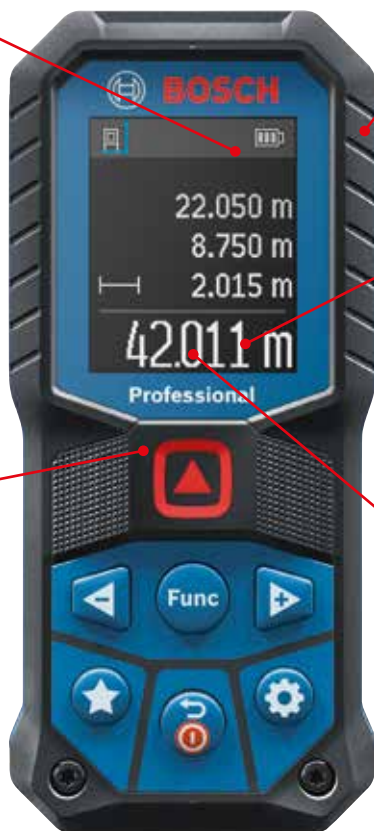 BOSCH
22.050 m
8.750 m
2.015 m
42.011 m
Professional
Func